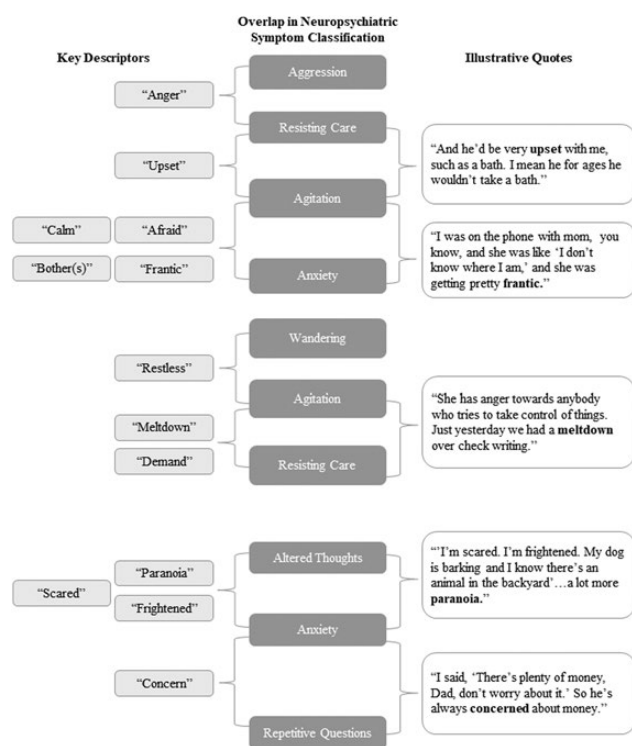 Overlap in Neuropsychiatric
Symptom Classification
Key Descriptors
Illustrative Quotes
Aggression
“Anger”
Resisting Care
“Upset”
“And he’d be very upset with me,
such as a bath. I mean he for ages he
wouldn’t take a bath.”
Agitation
“Calm”
“Afraid”
“Bother(s)”
“Frantic”
Anxiety
“I was on the phone with mom, you
know, and she was like ‘I don’t
know where I am,’ and she was
getting pretty frantic.”
Wandering
“Restless”
Agitation
“Meltdown”
“Demand”
Resisting Care
“She has anger towards anybody
who tries to take control of things.
Just yesterday we had a meltdown
over check writing.”
Altered Thoughts
“Paranoia”
“Scared”
“Frightened”
Anxiety
“’I’m scared. I’m frightened. My dog
is barking and I know there’s an
animal in the backyard’…a lot more
paranoia.”
“Concern”
Repetitive Questions
“I said, ‘There’s plenty of money,
Dad, don’t worry about it.’ So he’s
always concerned about money.”